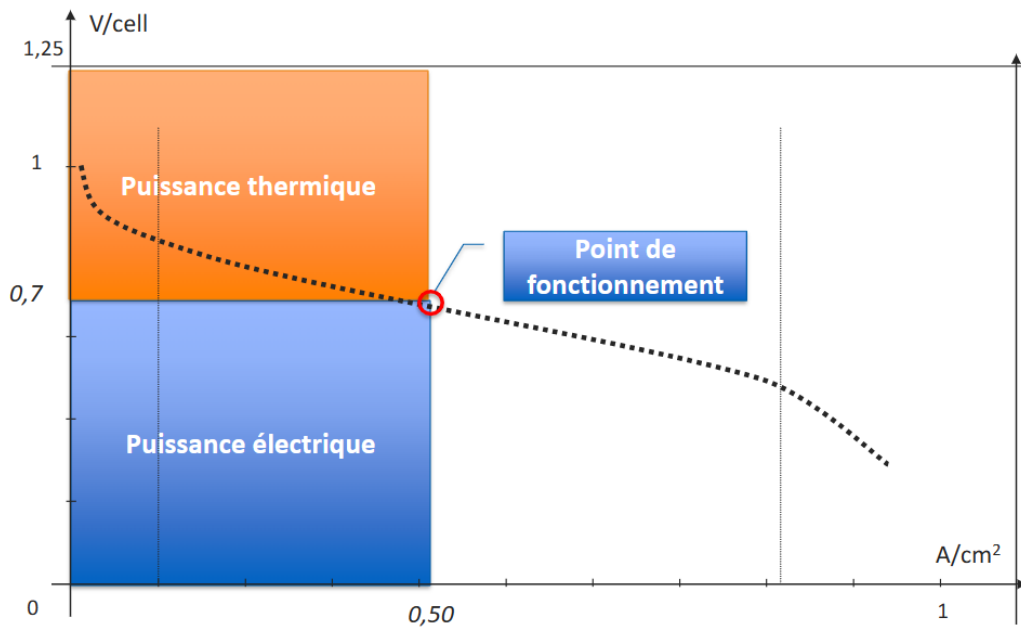 V/cell
1,25
1
Puissance thermique
Point de
fonctionnement
0,7
Puissance électrique
A/cm²
0
0,50
1